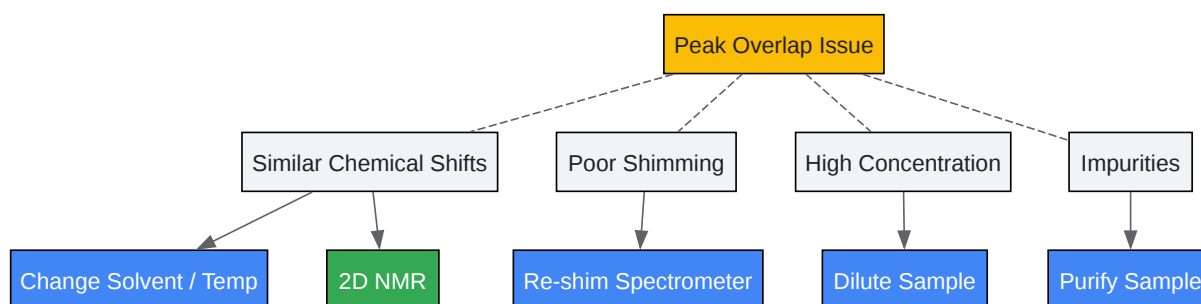 Peak Overlap Issue
Similar Chemical Shifts
Poor Shimming
High Concentration
Impurities
Change Solvent / Temp
2D NMR
Re-shim Spectrometer
Dilute Sample
Purify Sample